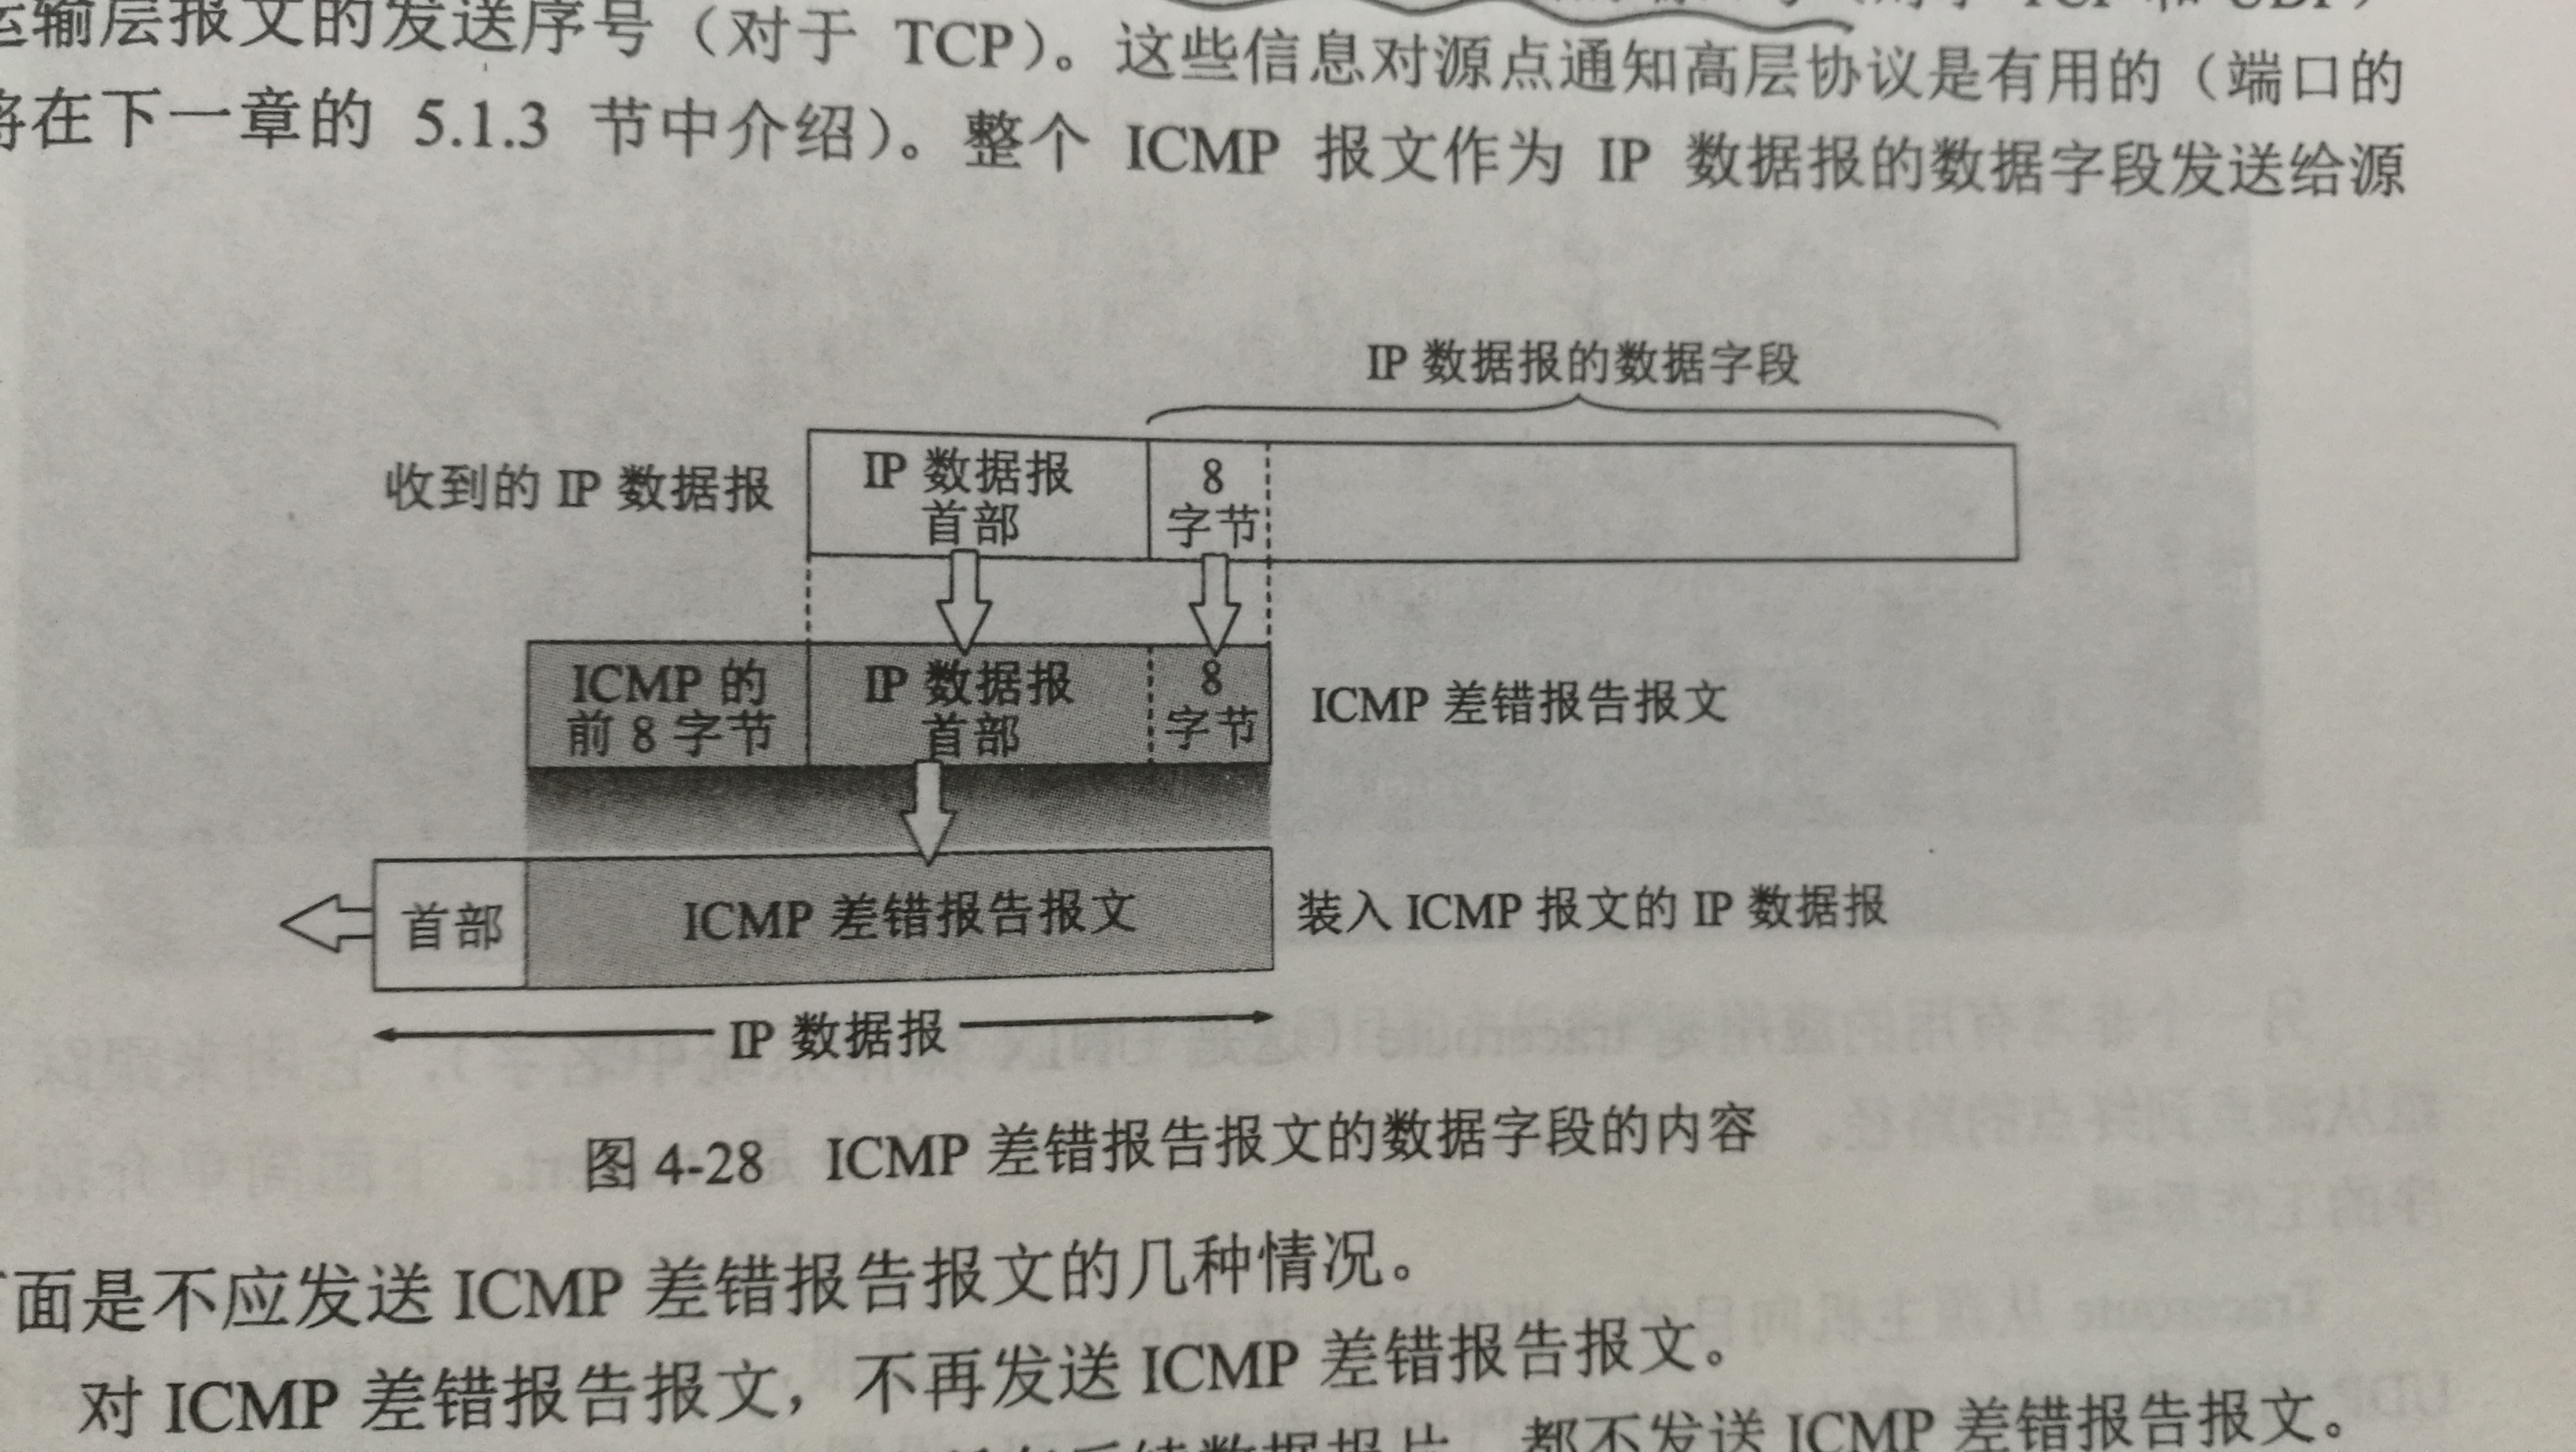 运输层报文的发送序号（对于 TCP）。这些信息对源点通知高层协议是有用的（端口的
将在下一章的 5.1.3 节中介绍）。整个 ICMP 报文作为 IP 数据报的数据字段发送给源
IP 数据报的数据字段
收到的 IP 数据报
IP 数据报
首部
8
字节
ICMP 的
前 8 字节
IP 数据报
首部
8
字节
ICMP 差错报告报文
首部
ICMP 差错报告报文
装入 ICMP 报文的 IP 数据报
IP 数据报
图 4-28 ICMP 差错报告报文的数据字段的内容
面是不应发送 ICMP 差错报告报文的几种情况。
对 ICMP 差错报告报文，不再发送 ICMP 差错报告报文。
都不发送 ICMP 差错报告报文。